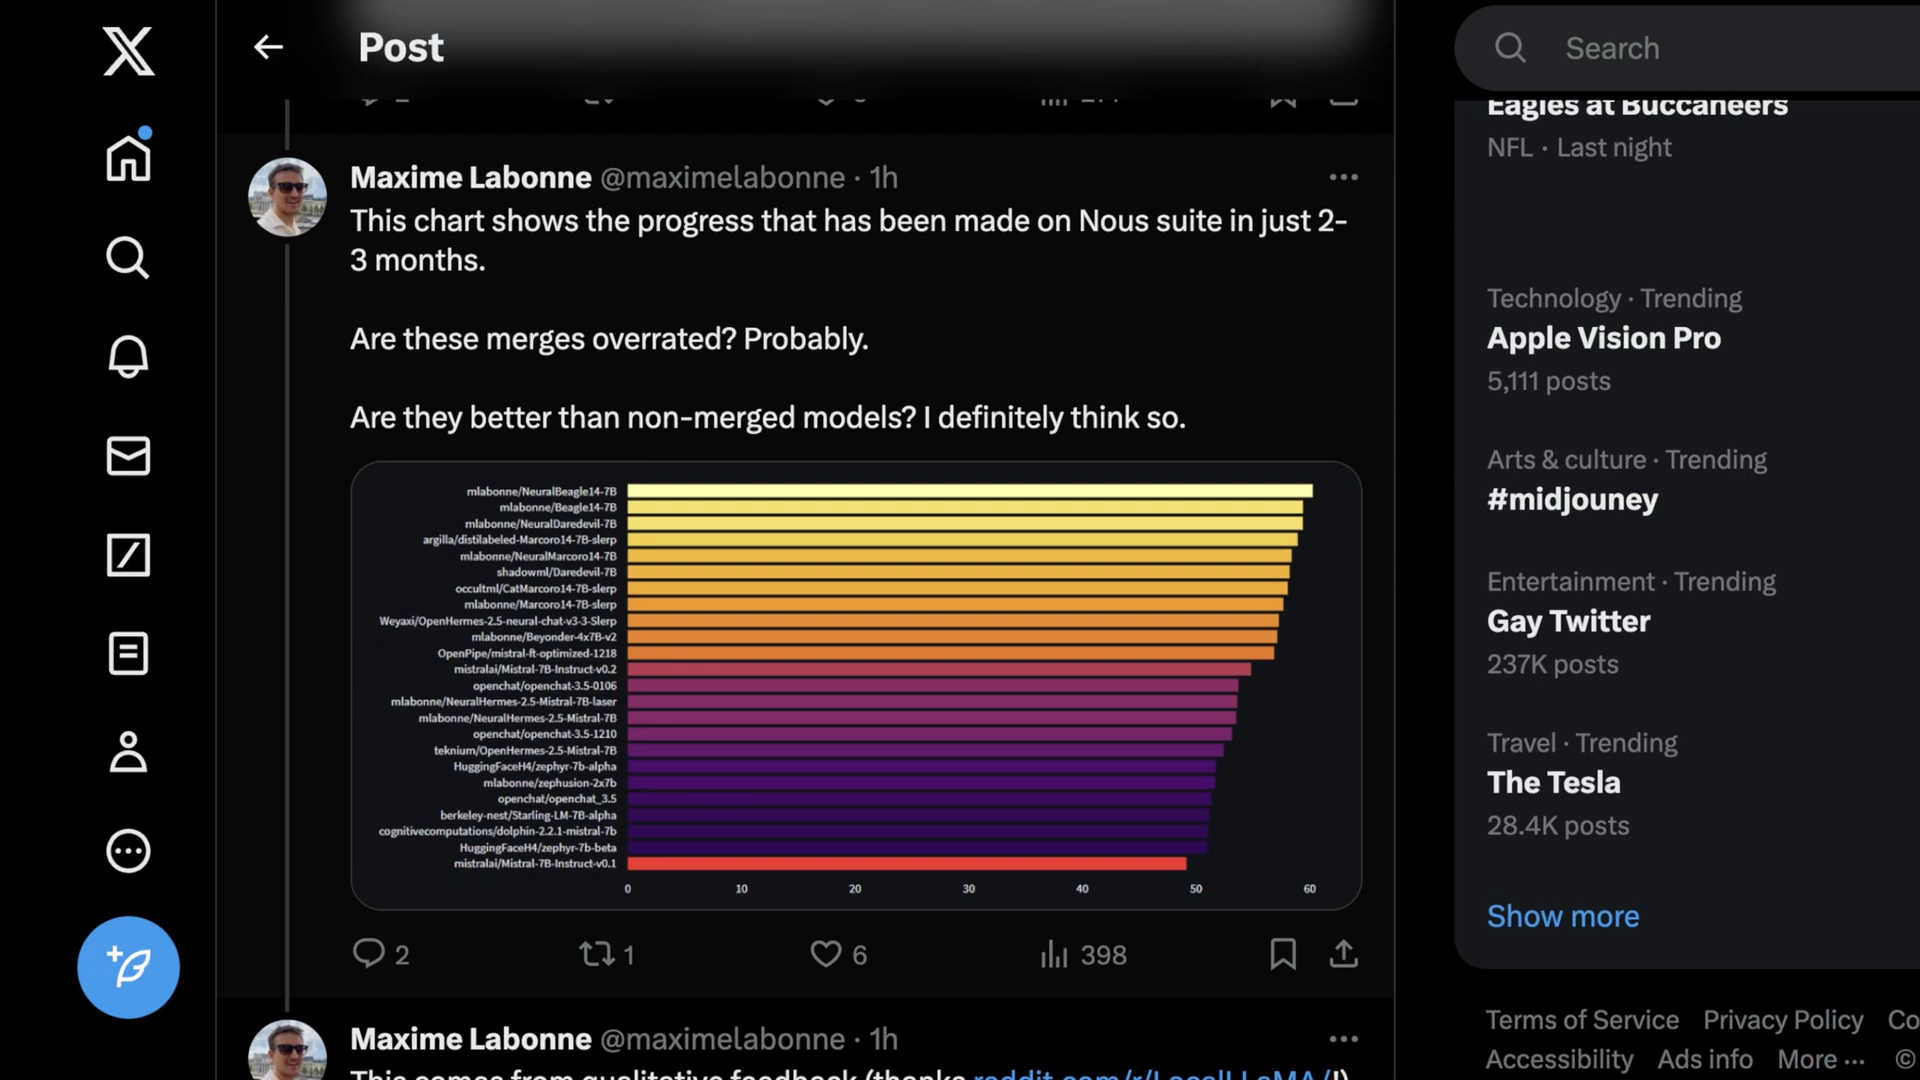 Post
Search
Eagles at Buccaneers
NFL · Last night
Maxime Labonne @maximelabonne · 1h
This chart shows the progress that has been made on Nous suite in just 2-
3 months.
Are these merges overrated? Probably.
Are they better than non-merged models? I definitely think so.
mlabonne/NeuralBeagle14-7B
mlabonne/Beagle14-7B
mlabonne/NeuralDaredevil-7B
argilla/distilabeled-Marcoro14-7B-slerp
mlabonne/NeuralMarcoro14-7B
shadowml/Daredevil-7B
occultml/CatMarcoro14-7B-slerp
mlabonne/Marcoro14-7B-slerp
Weyaxi/OpenHermes-2.5-neural-chat-v3-3-Slerp
mlabonne/Beyonder-4x7B-v2
OpenPipe/mistral-ft-optimized-1218
mistralai/Mistral-7B-Instruct-v0.2
openchat/openchat-3.5-0106
mlabonne/NeuralHermes-2.5-Mistral-7B-laser
mlabonne/NeuralHermes-2.5-Mistral-7B
openchat/openchat-3.5-1210
teknium/OpenHermes-2.5-Mistral-7B
HuggingFaceH4/zephyr-7b-alpha
mlabonne/zephusion-2x7b
openchat/openchat_3.5
berkeley-nest/Starling-LM-7B-alpha
cognitivecomputations/dolphin-2.2.1-mistral-7b
HuggingFaceH4/zephyr-7b-beta
mistralai/Mistral-7B-Instruct-v0.1
0 10 20 30 40 50 60
2 1 6 398
Maxime Labonne @maximelabonne · 1h
This comes from qualitative feedback (thanks reddit.com/r/LocalLLaMA/!)
Technology · Trending
Apple Vision Pro
5,111 posts
Arts & culture · Trending
#midjouney
Entertainment · Trending
Gay Twitter
237K posts
Travel · Trending
The Tesla
28.4K posts
Show more
Terms of Service Privacy Policy
Accessibility Ads info More ··· ©